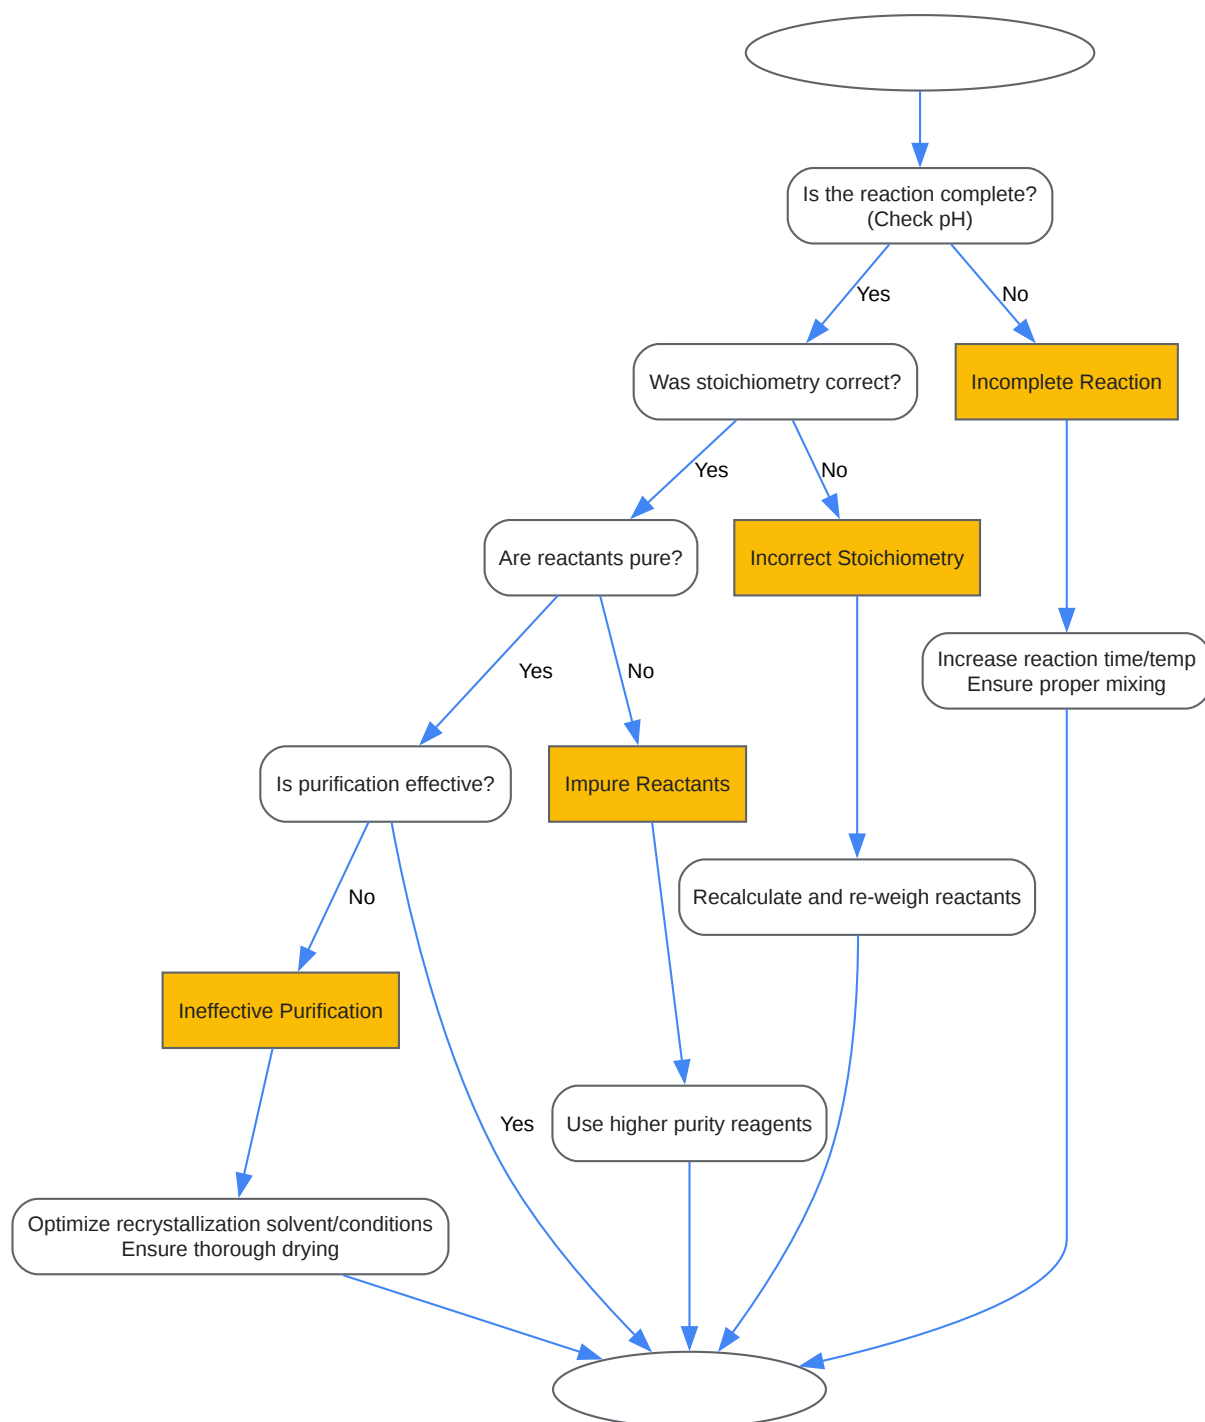 Is the reaction complete?
(Check pH)
Yes
No
Was stoichiometry correct?
Incomplete Reaction
Yes
No
Are reactants pure?
Incorrect Stoichiometry
Increase reaction time/temp
Ensure proper mixing
Yes
No
Is purification effective?
Impure Reactants
Recalculate and re-weigh reactants
No
Ineffective Purification
Yes
Use higher purity reagents
Optimize recrystallization solvent/conditions
Ensure thorough drying